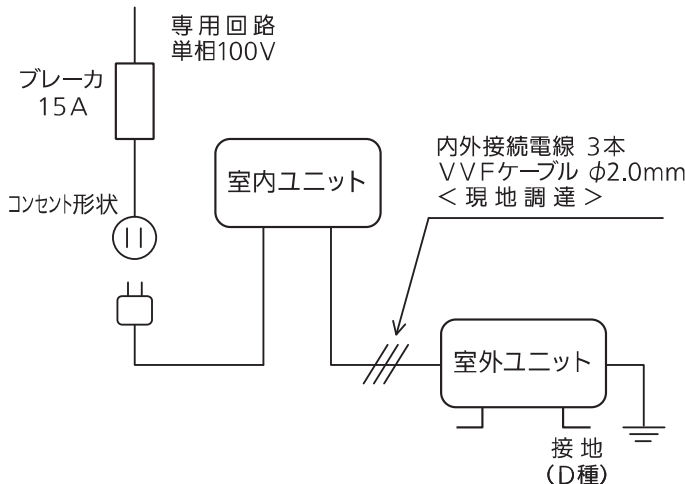 専用回路
単相100V
ブレーカ
15A
コンセント形状
室内ユニット
内外接続電線 3本
VVFケーブル φ2.0mm
<現地調達>
室外ユニット
接地
(D種)